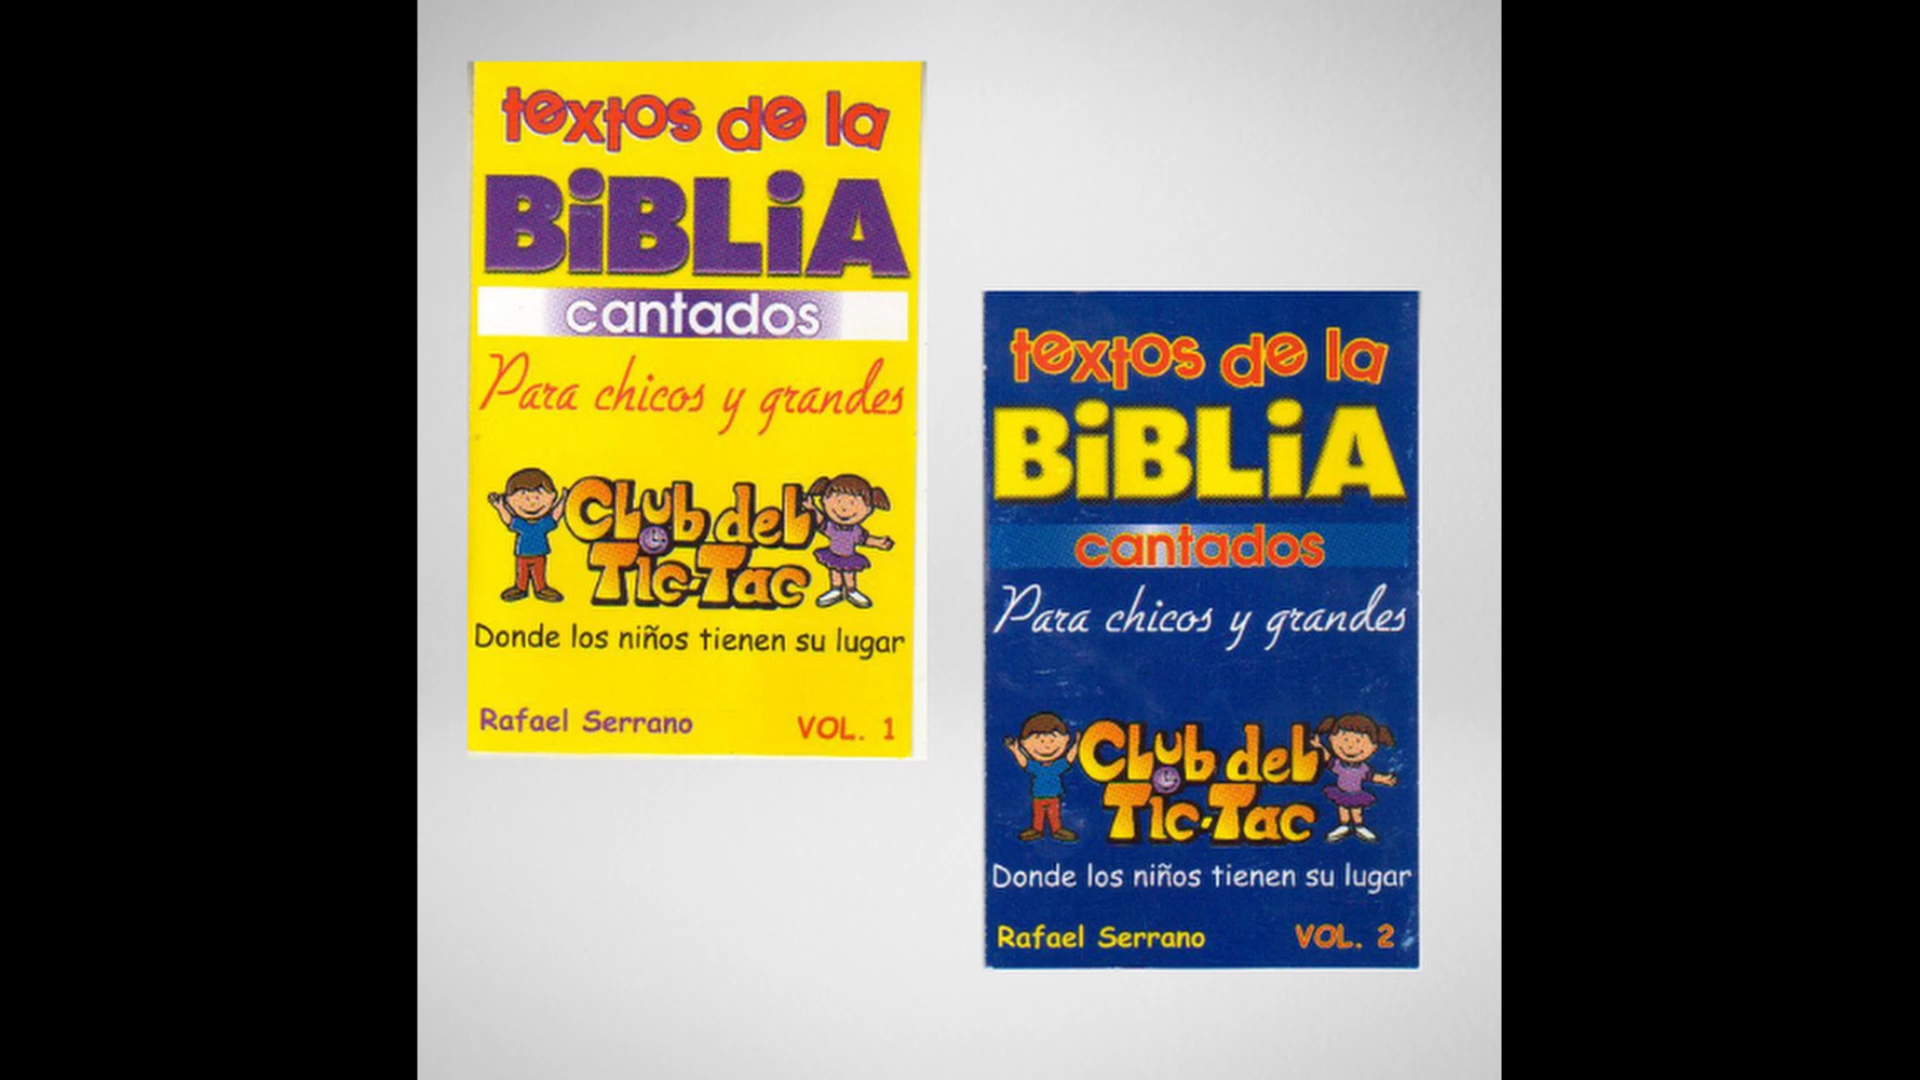 textos de la
BiBLiA
cantados
Para chicos y grandes
Club del
Tic-Tac
Donde los niños tienen su lugar
Rafael Serrano VOL. 1
textos de la
BiBLiA
cantados
Para chicos y grandes
Club del
Tic-Tac
Donde los niños tienen su lugar
Rafael Serrano VOL. 2